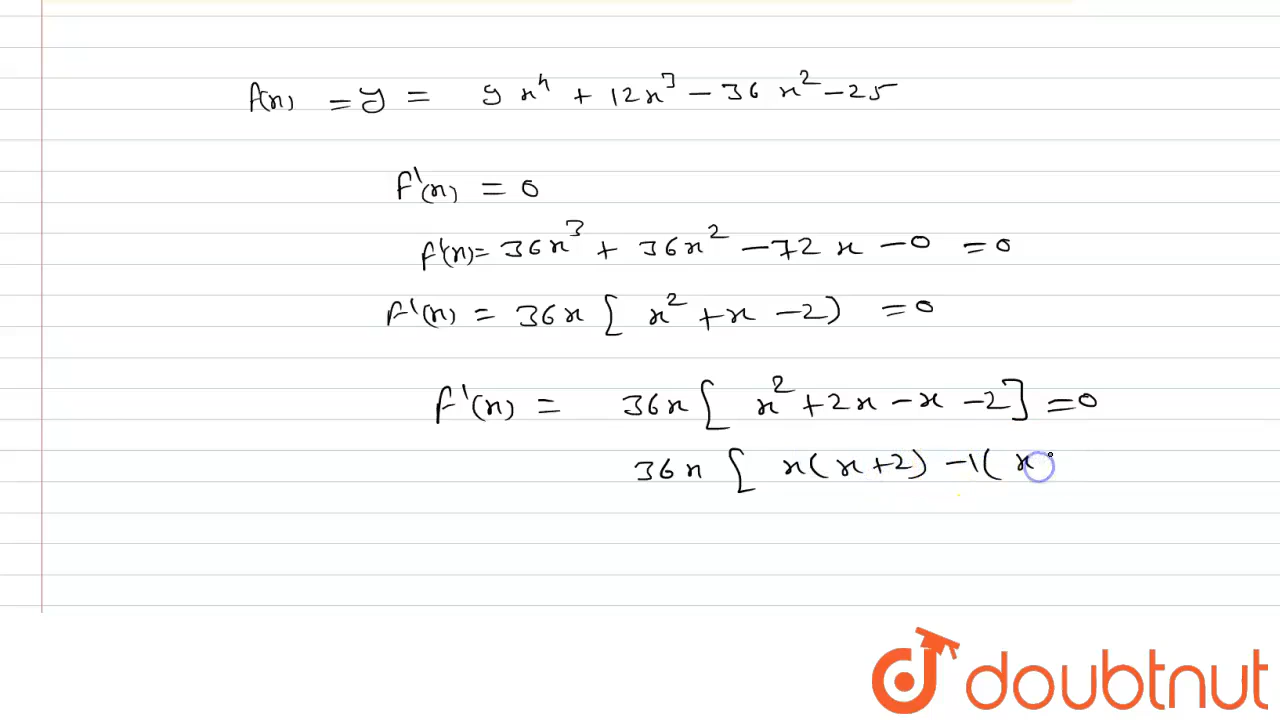 f(x) = y = 9x⁴ + 12x³ - 36x² - 25
f'(x) = 0
f'(x) = 36x³ + 36x² - 72x - 0 = 0
f'(x) = 36x [ x² + x - 2) = 0
f'(x) = 36x [ x² + 2x - x - 2 ] = 0
36x [ x( x + 2) - 1( x
doubtnut